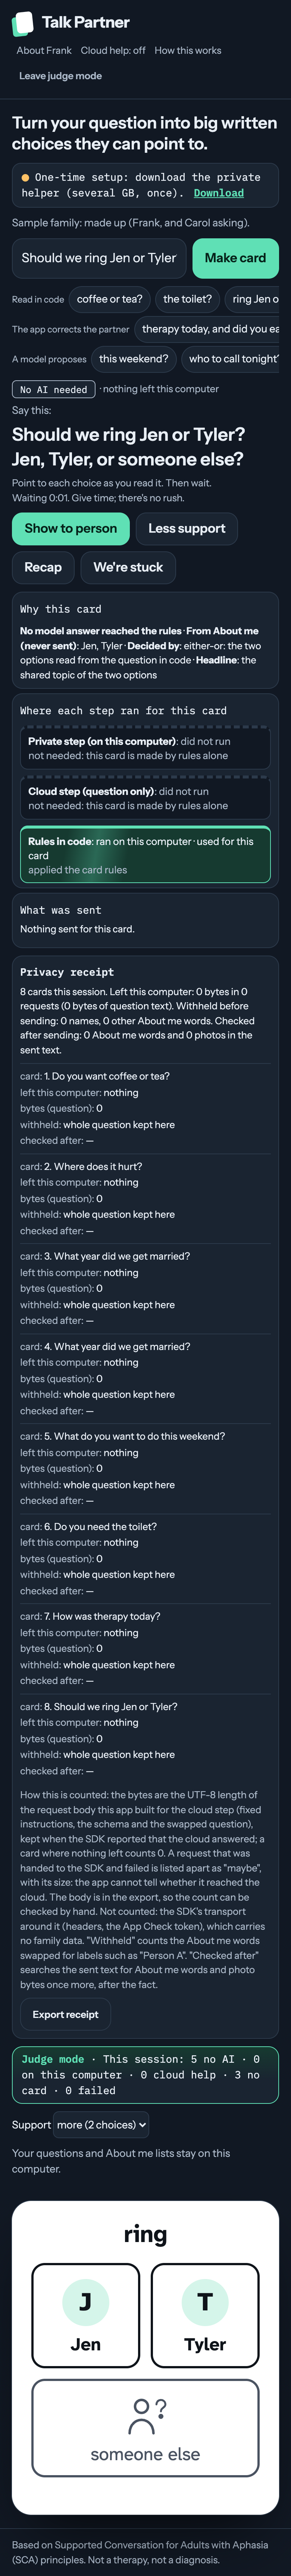 Talk Partner
About Frank Cloud help: off How this works
Leave judge mode
Turn your question into big written
choices they can point to.
One-time setup: download the private
helper (several GB, once). Download
Sample family: made up (Frank, and Carol asking).
Should we ring Jen or Tyler
Make card
Read in code coffee or tea? the toilet? ring Jen o
The app corrects the partner therapy today, and did you ea
A model proposes this weekend? who to call tonight?
No AI needed · nothing left this computer
Say this:
Should we ring Jen or Tyler?
Jen, Tyler, or someone else?
Point to each choice as you read it. Then wait.
Waiting 0:01. Give time; there's no rush.
Show to person Less support
Recap We're stuck
Why this card
No model answer reached the rules · From About me
(never sent): Jen, Tyler · Decided by: either-or: the two
options read from the question in code · Headline: the
shared topic of the two options
Where each step ran for this card
Private step (on this computer): did not run
not needed: this card is made by rules alone
Cloud step (question only): did not run
not needed: this card is made by rules alone
Rules in code: ran on this computer · used for this
card
applied the card rules
What was sent
Nothing sent for this card.
Privacy receipt
8 cards this session. Left this computer: 0 bytes in 0
requests (0 bytes of question text). Withheld before
sending: 0 names, 0 other About me words. Checked
after sending: 0 About me words and 0 photos in the
sent text.
card: 1. Do you want coffee or tea?
left this computer: nothing
bytes (question): 0
withheld: whole question kept here
checked after: —
card: 2. Where does it hurt?
left this computer: nothing
bytes (question): 0
withheld: whole question kept here
checked after: —
card: 3. What year did we get married?
left this computer: nothing
bytes (question): 0
withheld: whole question kept here
checked after: —
card: 4. What year did we get married?
left this computer: nothing
bytes (question): 0
withheld: whole question kept here
checked after: —
card: 5. What do you want to do this weekend?
left this computer: nothing
bytes (question): 0
withheld: whole question kept here
checked after: —
card: 6. Do you need the toilet?
left this computer: nothing
bytes (question): 0
withheld: whole question kept here
checked after: —
card: 7. How was therapy today?
left this computer: nothing
bytes (question): 0
withheld: whole question kept here
checked after: —
card: 8. Should we ring Jen or Tyler?
left this computer: nothing
bytes (question): 0
withheld: whole question kept here
checked after: —
How this is counted: the bytes are the UTF-8 length of
the request body this app built for the cloud step (fixed
instructions, the schema and the swapped question),
kept when the SDK reported that the cloud answered; a
card where nothing left counts 0. A request that was
handed to the SDK and failed is listed apart as "maybe",
with its size: the app cannot tell whether it reached the
cloud. The body is in the export, so the count can be
checked by hand. Not counted: the SDK's transport
around it (headers, the App Check token), which carries
no family data. "Withheld" counts the About me words
swapped for labels such as "Person A". "Checked after"
searches the sent text for About me words and photo
bytes once more, after the fact.
Export receipt
Judge mode · This session: 5 no AI · 0
on this computer · 0 cloud help · 3 no
card · 0 failed
Support more (2 choices)
Your questions and About me lists stay on this
computer.
ring
J
Jen
T
Tyler
?
someone else
Based on Supported Conversation for Adults with Aphasia
(SCA) principles. Not a therapy, not a diagnosis.